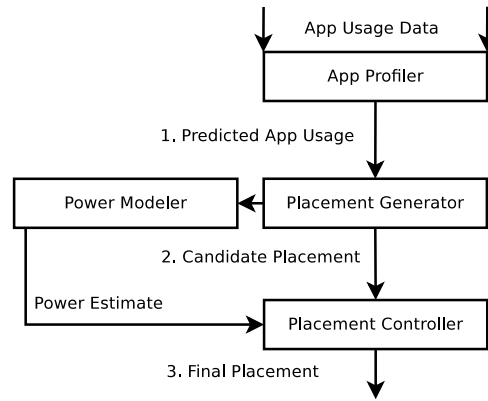 App Usage Data
App Profiler
1. Predicted App Usage
Power Modeler
Placement Generator
2. Candidate Placement
Power Estimate
Placement Controller
3. Final Placement